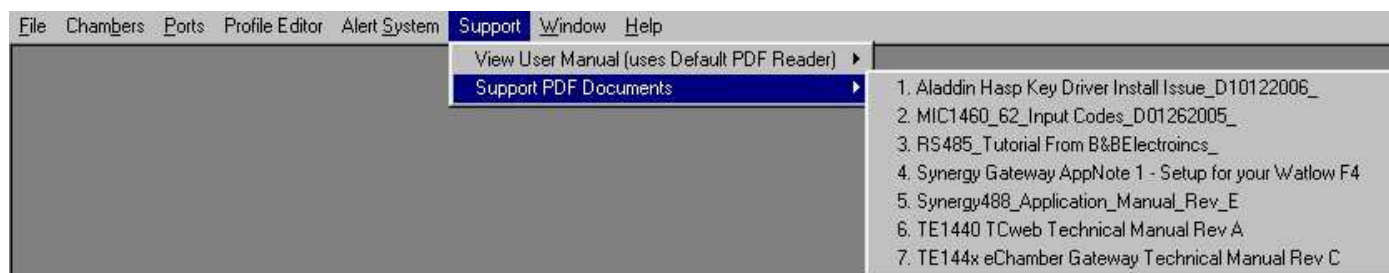 File Chambers Ports Profile Editor Alert System Support Window Help
View User Manual (uses Default PDF Reader)
Support PDF Documents
1. Aladdin Hasp Key Driver Install Issue_D10122006_
2. MIC1460_62_Input Codes_D01262005_
3. RS485_Tutorial From B&BElectroincs_
4. Synergy Gateway AppNote 1 - Setup for your Watlow F4
5. Synergy488_Application_Manual_Rev_E
6. TE1440 TCweb Technical Manual Rev A
7. TE144x eChamber Gateway Technical Manual Rev C